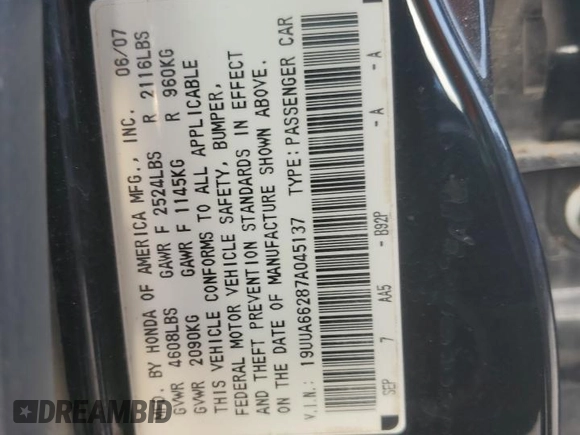 MFD. BY HONDA OF AMERICA MFG., INC. 06/07
GVWR 4608LBS GAWR F 2524LBS R 2116LBS
GVWR 2090KG GAWR F 1145KG R 960KG
THIS VEHICLE CONFORMS TO ALL APPLICABLE
FEDERAL MOTOR VEHICLE SAFETY, BUMPER,
AND THEFT PREVENTION STANDARDS IN EFFECT
ON THE DATE OF MANUFACTURE SHOWN ABOVE.
V.I.N.: 19UUA66287A045137 TYPE: PASSENGER CAR
SEP 7 AA5 - B92P - A - A
DREAMBID